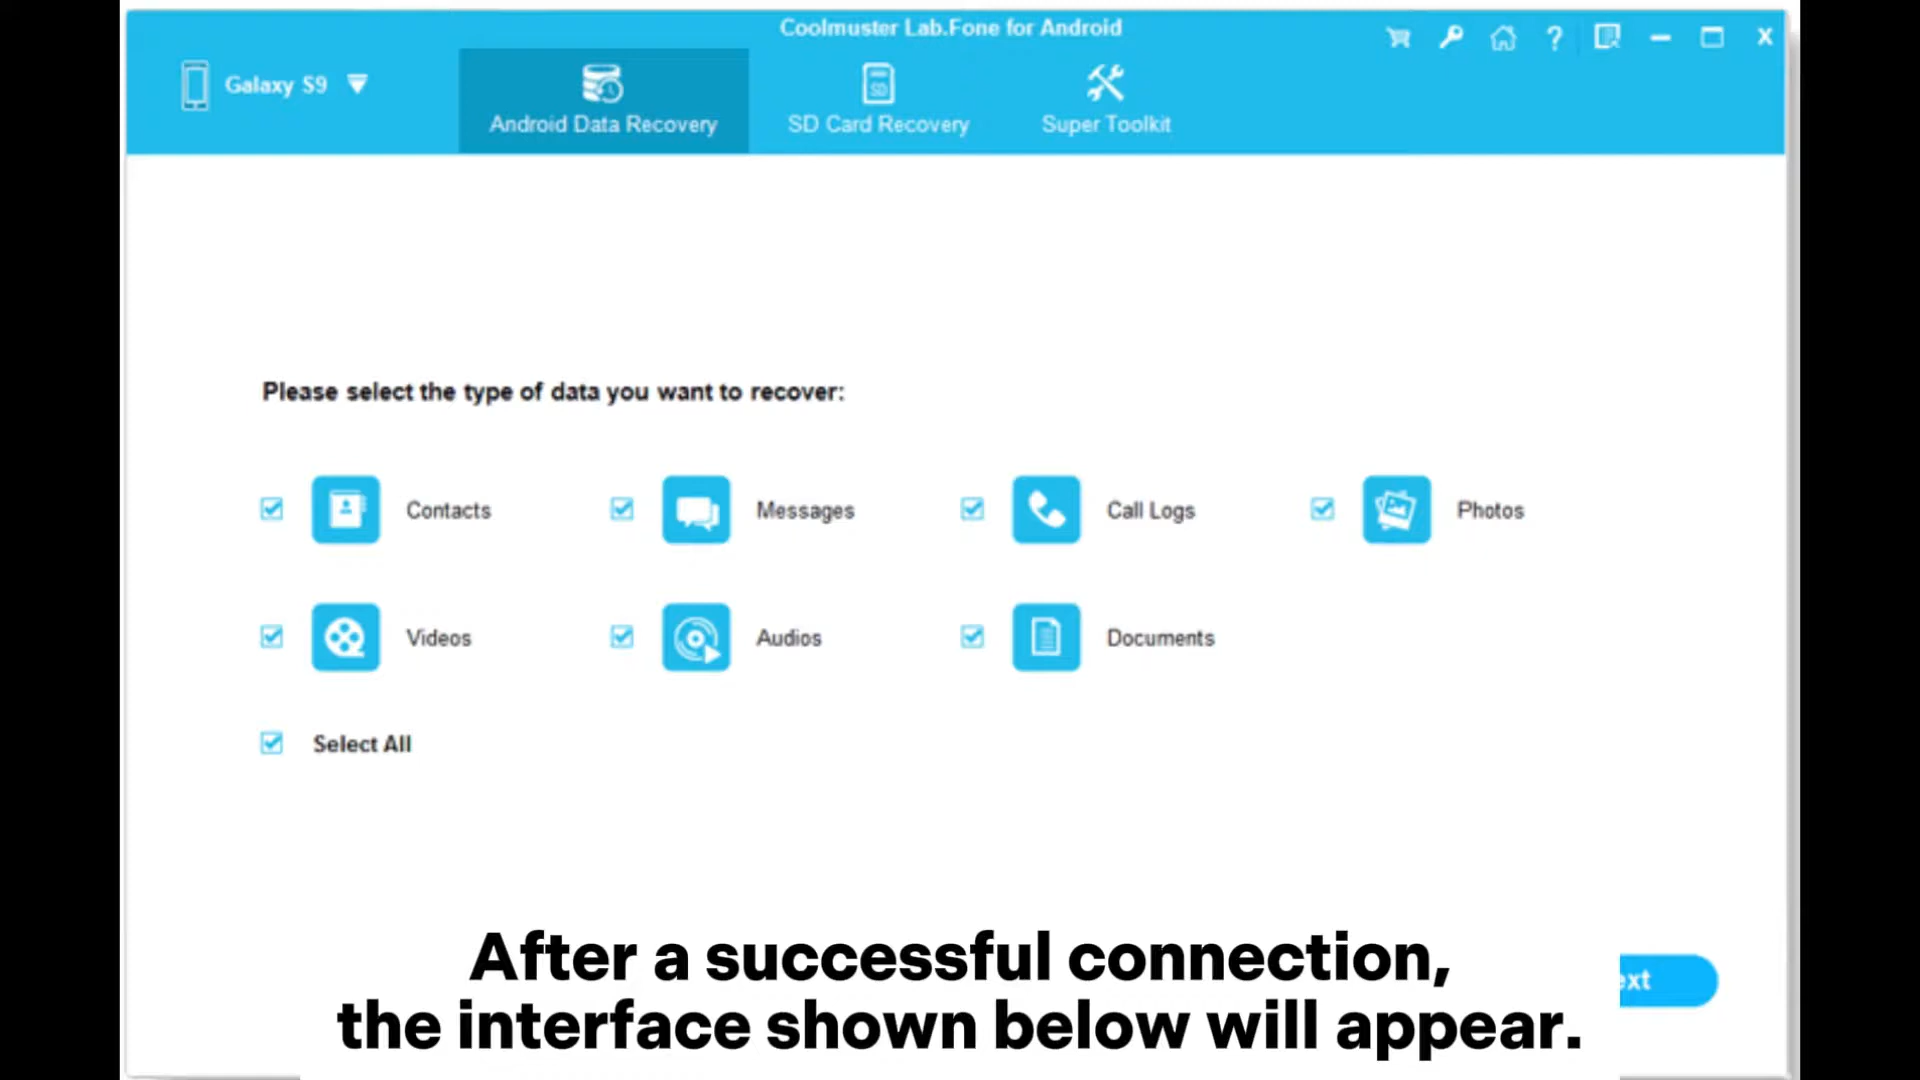 Coolmuster Lab.Fone for Android
Galaxy S9
Android Data Recovery
SD
SD Card Recovery
Super Toolkit
Please select the type of data you want to recover:
Contacts
Messages
Call Logs
Photos
Videos
Audios
Documents
Select All
ext
After a successful connection,
the interface shown below will appear.